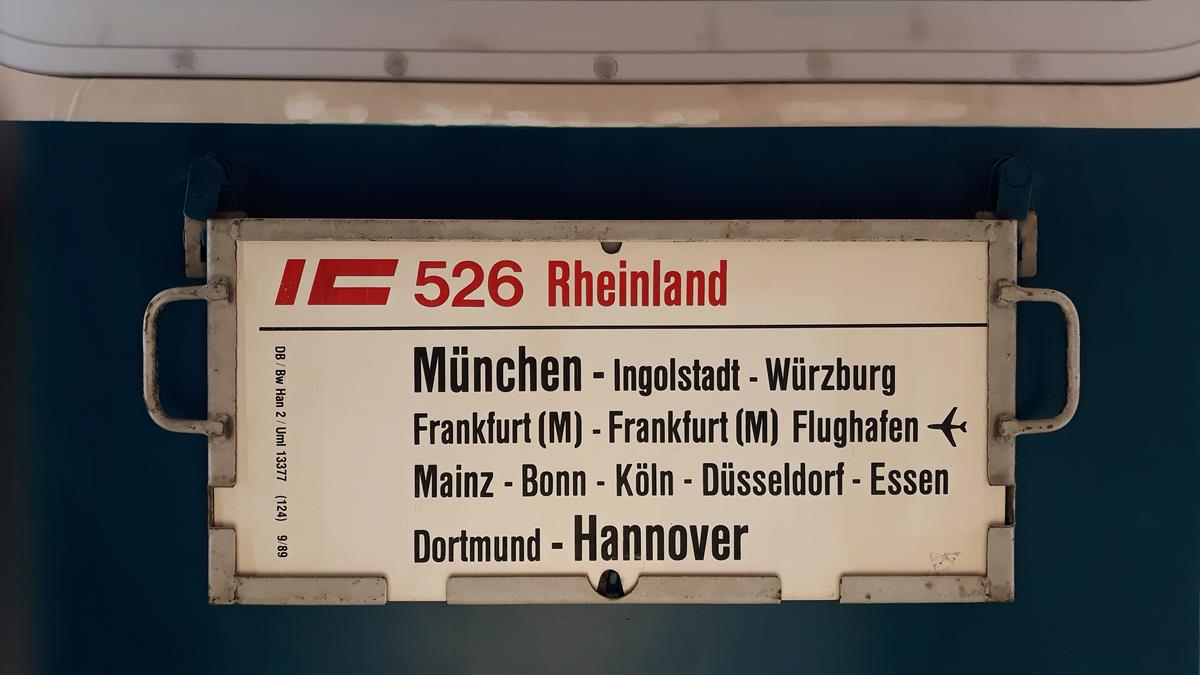 IC 526 Rheinland
München - Ingolstadt - Würzburg
Frankfurt (M) - Frankfurt (M) Flughafen
Mainz - Bonn - Köln - Düsseldorf - Essen
Dortmund - Hannover
DB / Bw Han 2 / Uml 13377 (124) 9/89